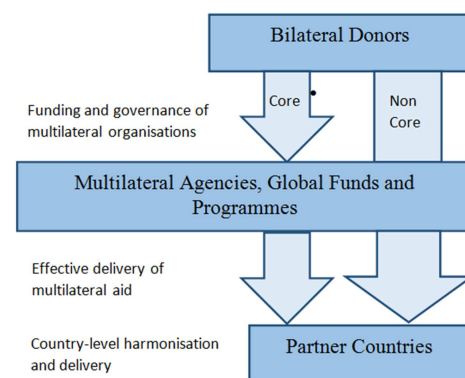 Bilateral Donors
Core
Non
Core
Funding and governance of
multilateral organisations
Multilateral Agencies, Global Funds and
Programmes
Effective delivery of
multilateral aid
Country-level harmonisation
and delivery
Partner Countries